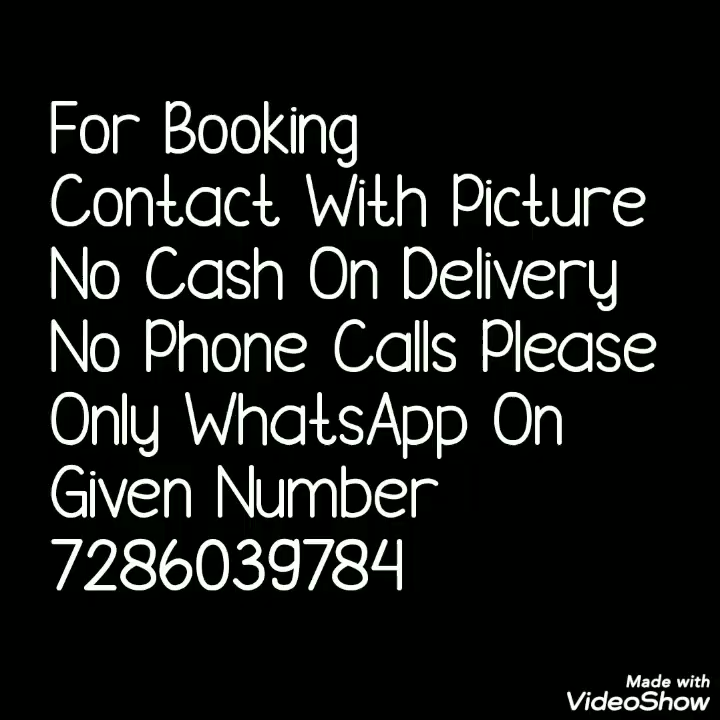 For Booking
Contact With Picture
No Cash On Delivery
No Phone Calls Please
Only WhatsApp On
Given Number
7286039784
Made with
VideoShow